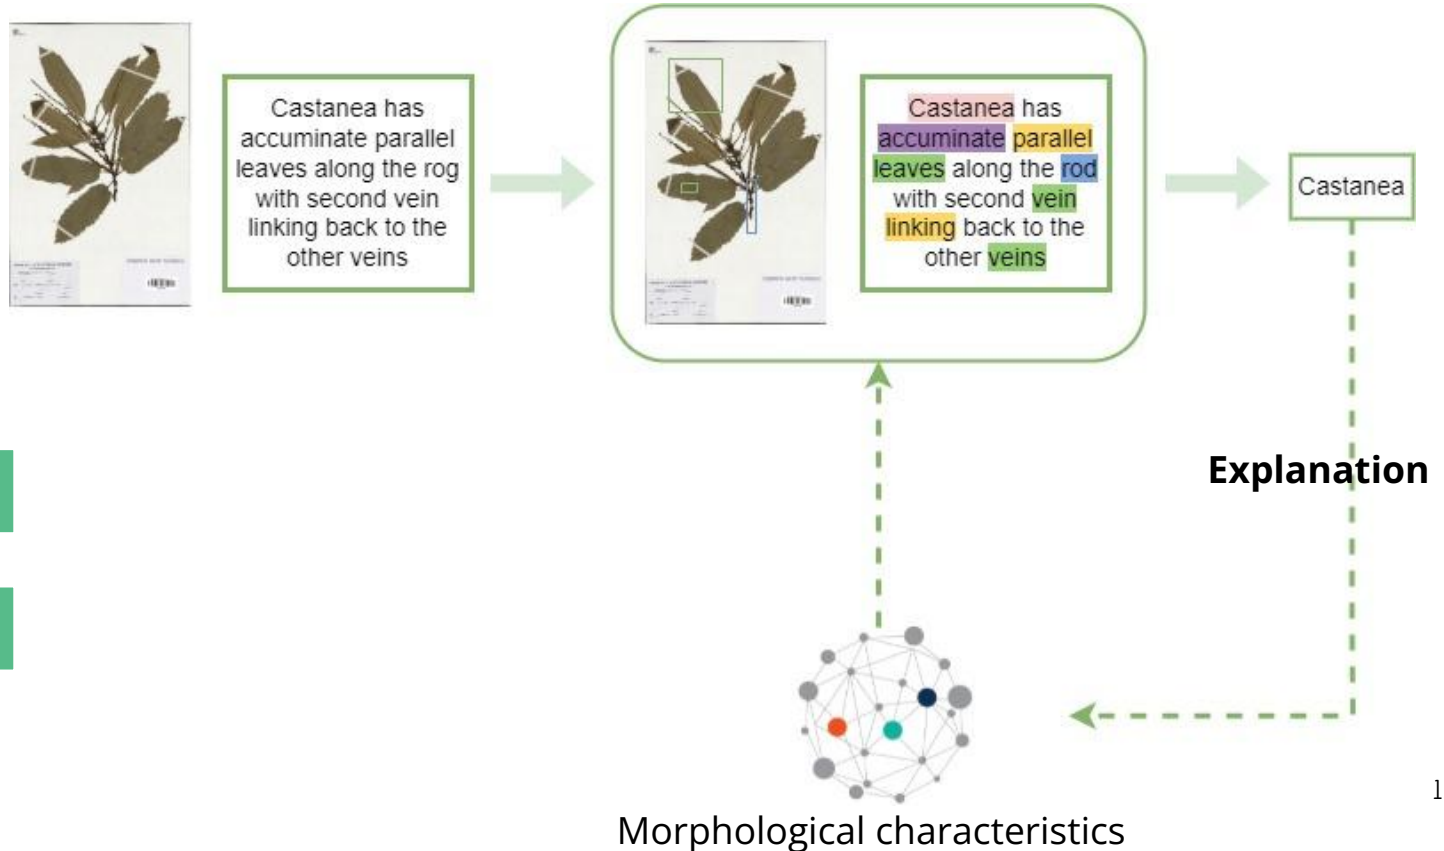 Castanea has
accuminate parallel
leaves along the rog
with second vein
linking back to the
other veins
Castanea has
accuminate parallel
leaves along the rod
with second vein
linking back to the
other veins
Castanea
Explanation
Morphological characteristics
1